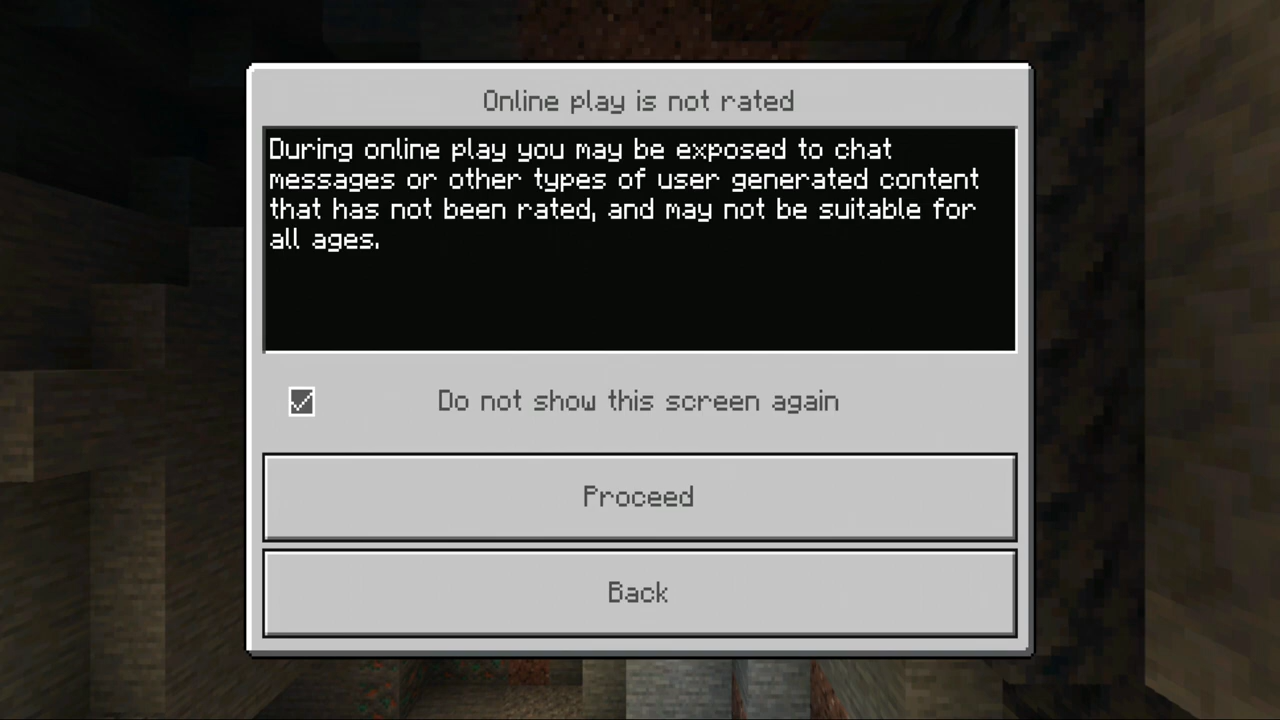 Online play is not rated
During online play you may be exposed to chat
messages or other types of user generated content
that has not been rated, and may not be suitable for
all ages.
Do not show this screen again
Proceed
Back